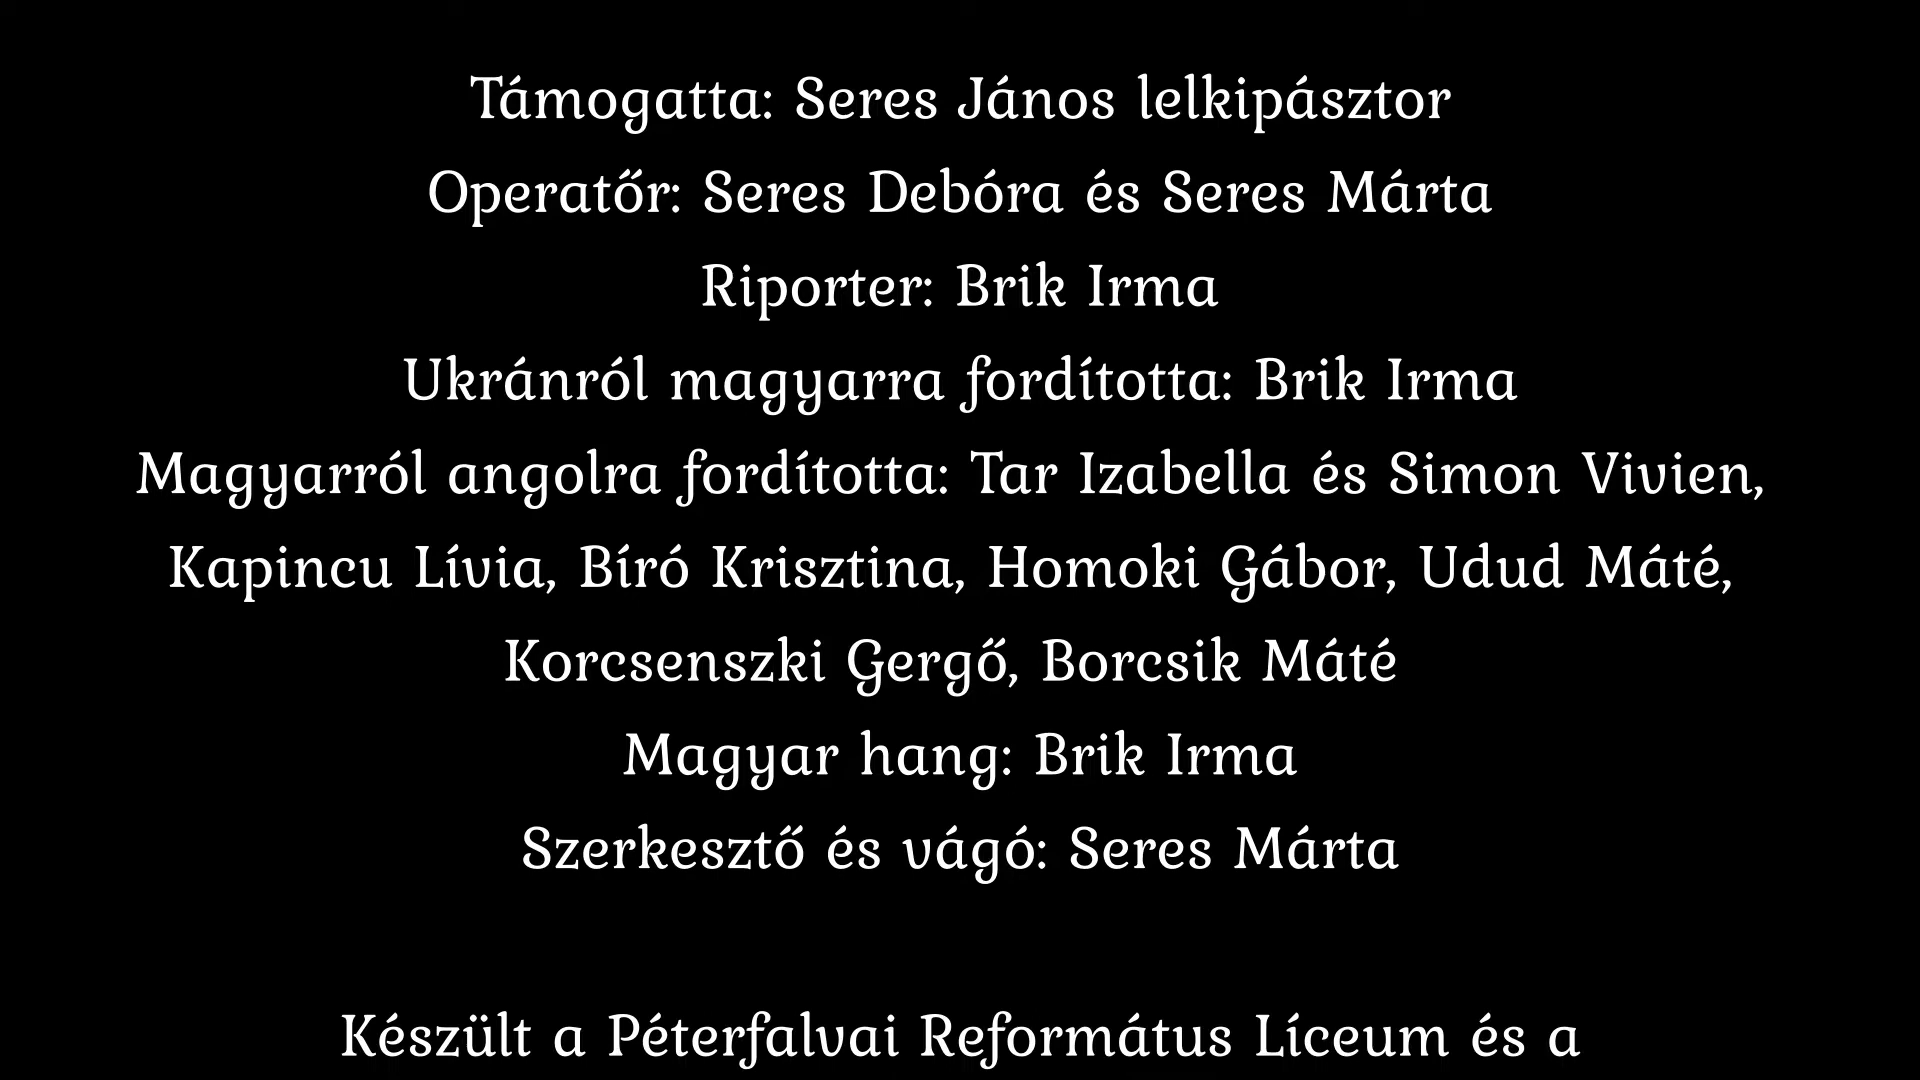 Támogatta: Seres János lelkipásztor
Operatőr: Seres Debóra és Seres Márta
Riporter: Brik Irma
Ukránról magyarra fordította: Brik Irma
Magyarról angolra fordította: Tar Izabella és Simon Vivien,
Kapincu Lívia, Bíró Krisztina, Homoki Gábor, Udud Máté,
Korcsenszki Gergő, Borcsik Máté
Magyar hang: Brik Irma
Szerkesztő és vágó: Seres Márta
Készült a Péterfalvai Református Líceum és a